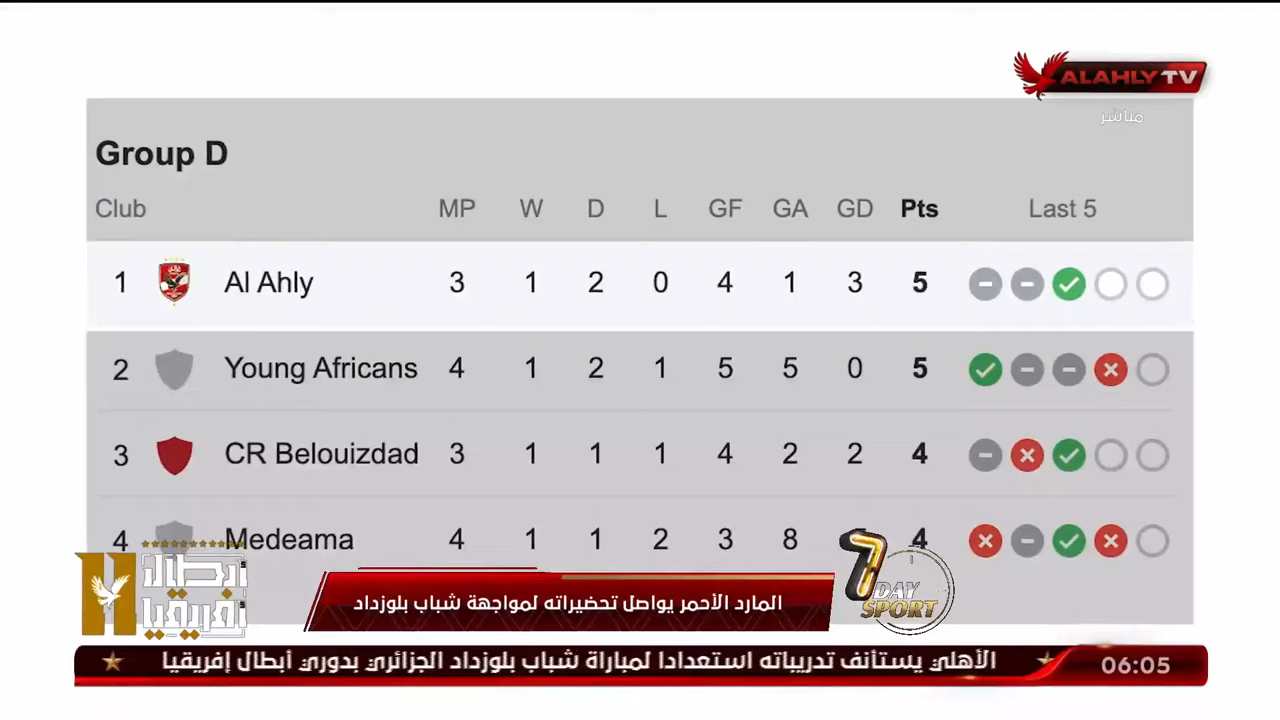 ALAHLY TV
مباشر
Group D
Club MP W D L GF GA GD Pts Last 5
1 Al Ahly 3 1 2 0 4 1 3 5
2 Young Africans 4 1 2 1 5 5 0 5
3 CR Belouizdad 3 1 1 1 4 2 2 4
4 Medeama 4 1 1 2 3 8 4
أبطال
إفريقيا
11
المارد الأحمر يواصل تحضيراته لمواجهة شباب بلوزداد
7
DAY
SPORT
الأهلي يستأنف تدريباته استعدادا لمباراة شباب بلوزداد الجزائري بدوري أبطال إفريقيا
06:05